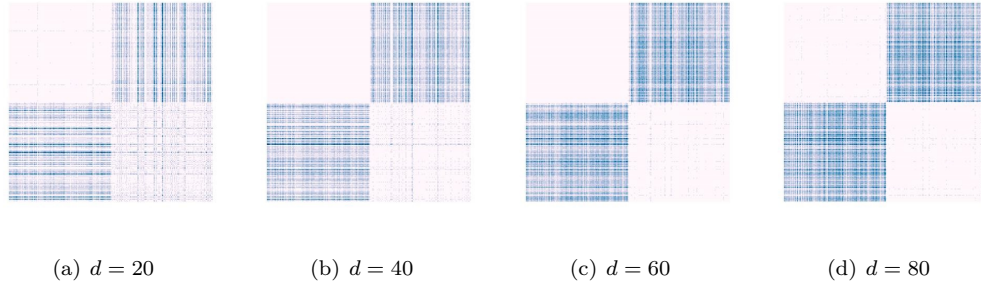 (a) d = 20 (b) d = 40 (c) d = 60 (d) d = 80